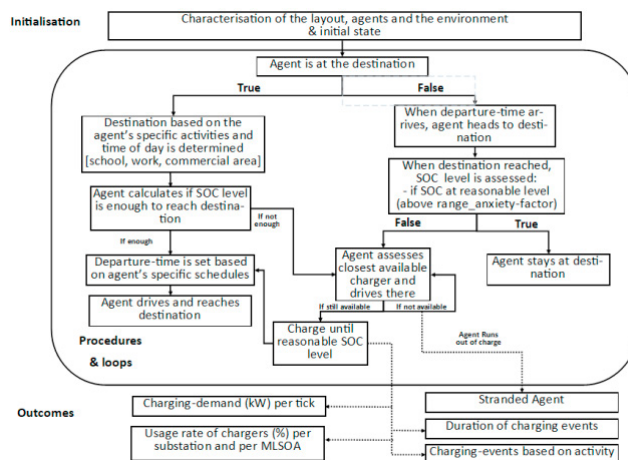 Initialisation
Characterisation of the layout, agents and the environment
& initial state
Agent is at the destination
True
False
Destination based on the
agent's specific activities and
time of day is determined
[school, work, commercial area]
When departure-time ar-
rives, agent heads to desti-
nation
Agent calculates if SOC level
is enough to reach destina-
tion
When destination reached,
SOC level is assessed:
- if SOC at reasonable level
(above range_anxiety-factor)
If not
enough
False
True
If enough
Departure-time is set based
on agent's specific schedules
Agent assesses
closest available
charger and
drives there
Agent stays at desti-
nation
Agent drives and reaches
destination
If still available
If not available
Procedures
& loops
Charge until
reasonable SOC
level
Agent Runs
out of charge
Outcomes
Charging-demand (kW) per tick
Stranded Agent
Usage rate of chargers (%) per
substation and per MLSOA
Duration of charging events
Charging-events based on activity